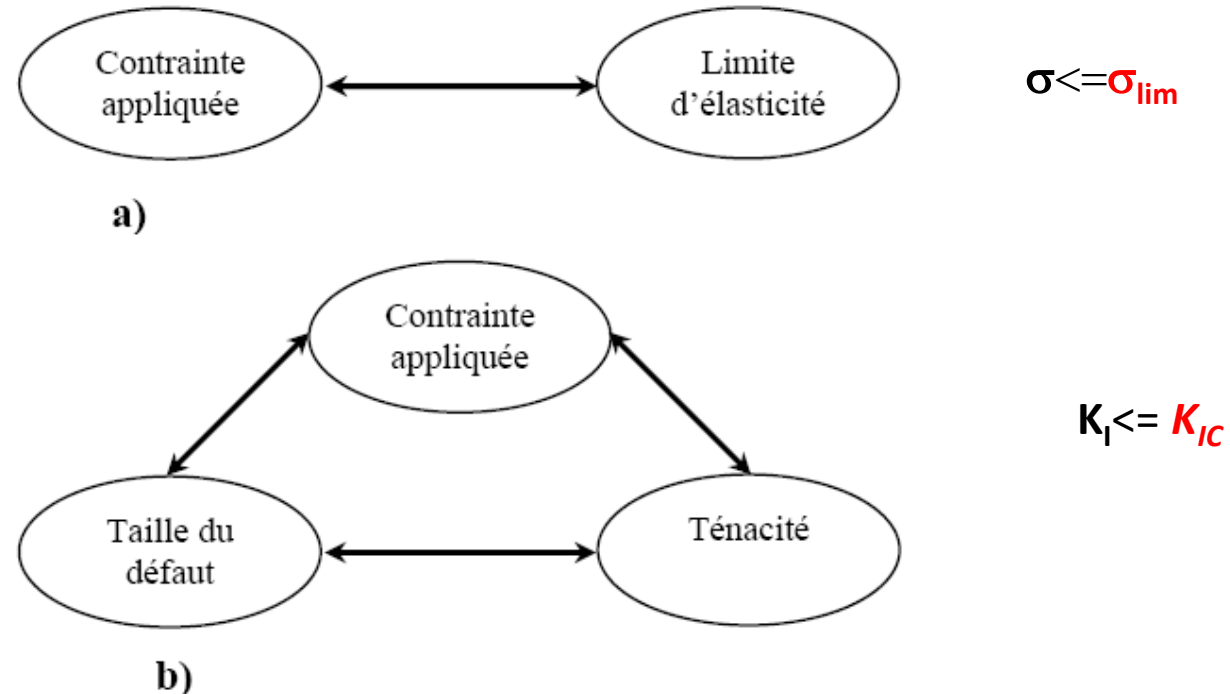 Contrainte
appliquée
Limite
d'élasticité
σ<=σlim
a)
Contrainte
appliquée
KI<= KIC
Taille du
défaut
Ténacité
b)